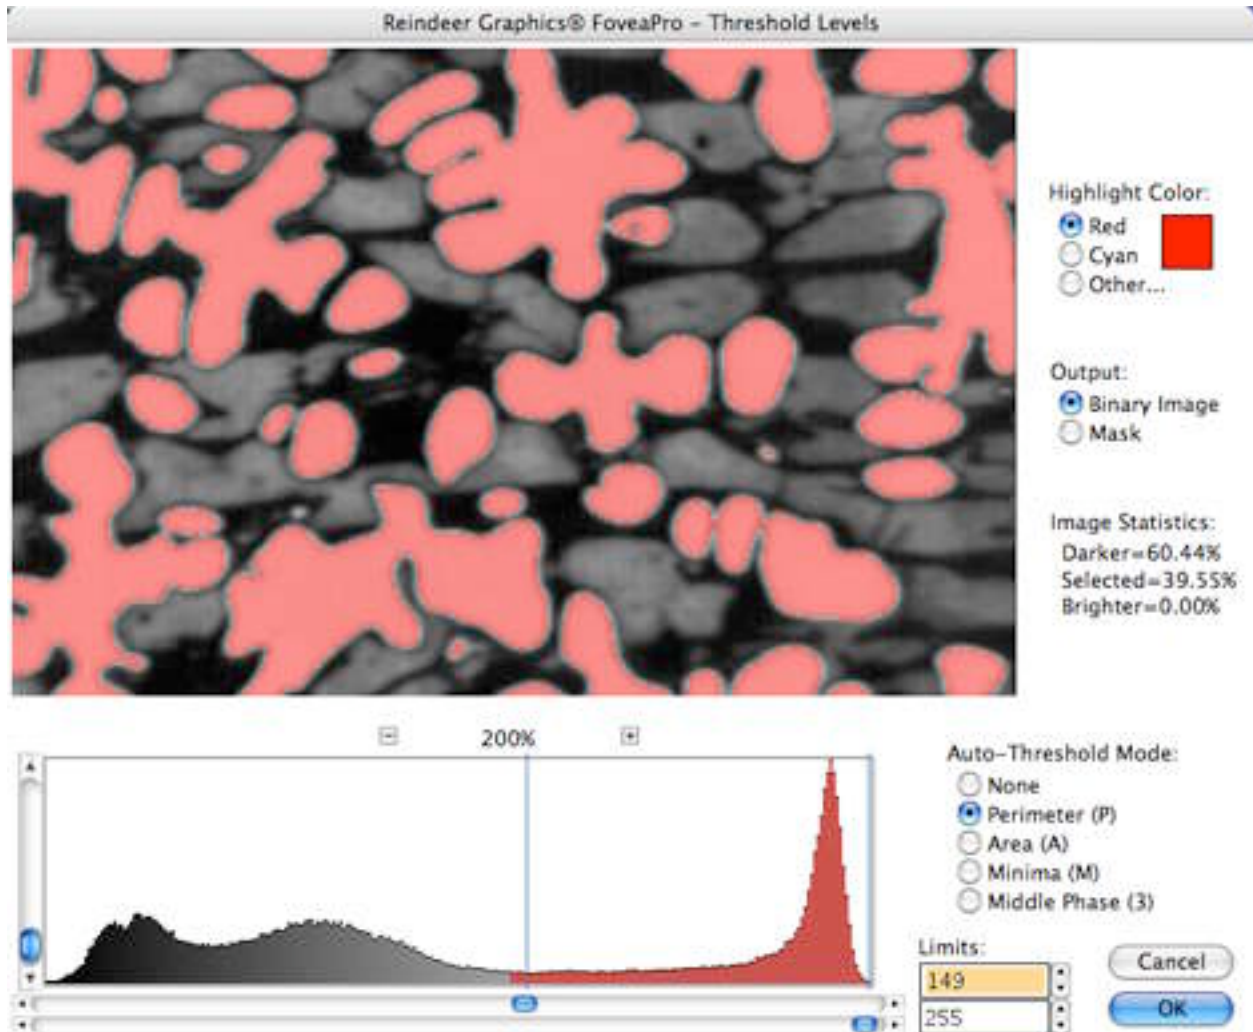 Reindeer Graphics® FoveaPro – Threshold Levels
Highlight Color:
Red
Cyan
Other...
Output:
Binary Image
Mask
Image Statistics:
Darker=60.44%
Selected=39.55%
Brighter=0.00%
200%
Auto-Threshold Mode:
None
Perimeter (P)
Area (A)
Minima (M)
Middle Phase (3)
Limits:
149
255
Cancel
OK